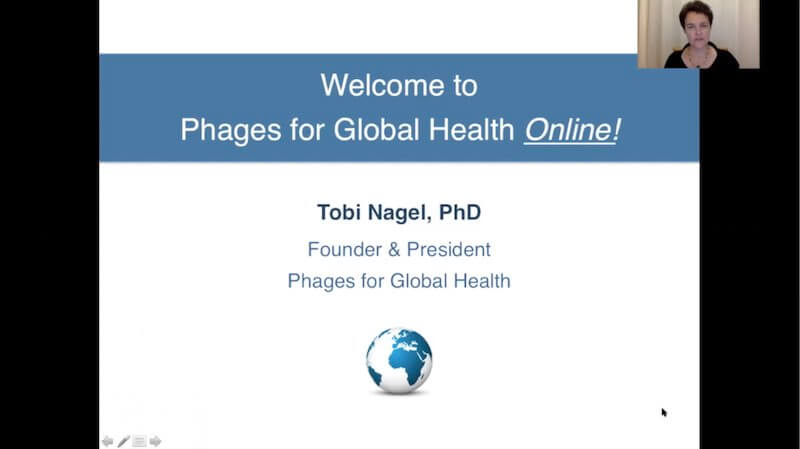 Welcome to
Phages for Global Health Online!
Tobi Nagel, PhD
Founder & President
Phages for Global Health